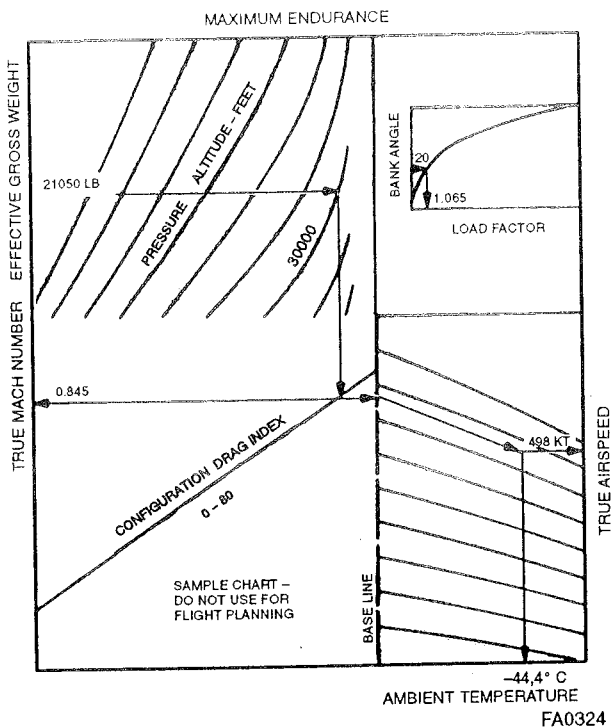 MAXIMUM ENDURANCE
EFFECTIVE GROSS WEIGHT
21050 LB
PRESSURE ALTITUDE – FEET
30000
BANK ANGLE
20
1.065
LOAD FACTOR
TRUE MACH NUMBER
0.845
CONFIGURATION DRAG INDEX
0 – 80
498 KT
TRUE AIRSPEED
SAMPLE CHART –
DO NOT USE FOR
FLIGHT PLANNING
BASE LINE
–44,4° C
AMBIENT TEMPERATURE
FA0324